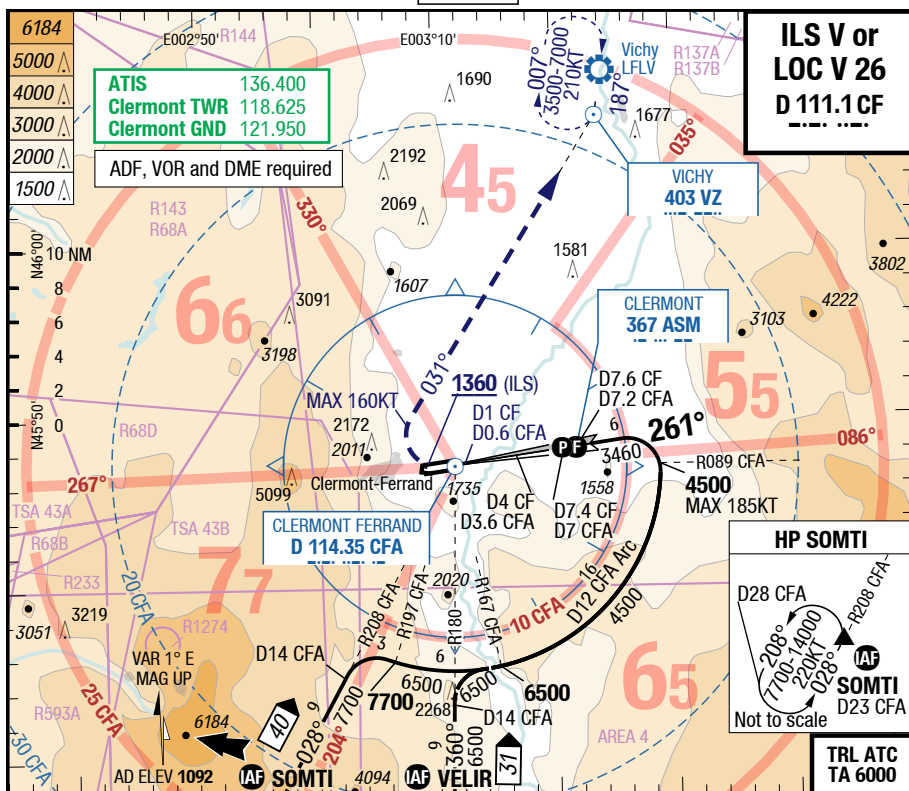 6184
5000
4000
3000
2000
1500
E002°50'
R144
E003°10'
ATIS 136.400
Clermont TWR 118.625
Clermont GND 121.950
ADF, VOR and DME required
007°
3500-7000
210KT
187°
Vichy
LFLV
R137A
R137B
ILS V or
LOC V 26
D 111.1 CF
1690
1677
2192
2069
45
035°
VICHY
403 VZ
R143
R68A
330°
N46°00'
10 NM
8
6
4
2
0
N45°50'
1581
1607
3802
66
3091
3198
4222
3103
CLERMONT
367 ASM
55
031°
1360 (ILS)
MAX 160KT
D1 CF
D0.6 CFA
D7.6 CF
D7.2 CFA
6
261°
P F
3460
086°
R68D
2172
2011
Clermont-Ferrand
267°
5099
1735
1558
R089 CFA
4500
MAX 185KT
D4 CF
D3.6 CFA
D7.4 CF
D7 CFA
TSA 43A
TSA 43B
R68B
CLERMONT FERRAND
D 114.35 CFA
HP SOMTI
D28 CFA
R208 CFA
208°
7700-14000
220KT
028°
IAF
SOMTI
D23 CFA
Not to scale
R233
77
20 CFA
2020
R208 CFA
R197 CFA
R180
R167 CFA
10 CFA
16
D12 CFA Arc
4500
3051
3219
R1274
VAR 1° E
MAG UP
3
6
D14 CFA
7700
6500
6500
6500
7700
2268
D14 CFA
65
R593A
25 CFA
6184
40
9
028°
204°
9
360°
6500
31
AREA 4
30 CFA
AD ELEV 1092
IAF SOMTI
4094
IAF VELIR
TRL ATC
TA 6000